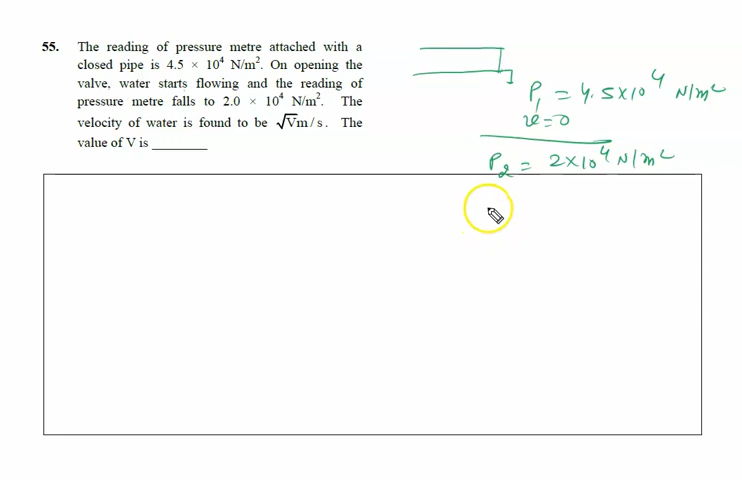 55. The reading of pressure metre attached with a
closed pipe is 4.5 × 10⁴ N/m². On opening the
valve, water starts flowing and the reading of
pressure metre falls to 2.0 × 10⁴ N/m². The
velocity of water is found to be √V m/s. The
value of V is ________
P₁ = 4.5×10⁴ N/m²
v=0
P₂ = 2×10⁴ N/m²